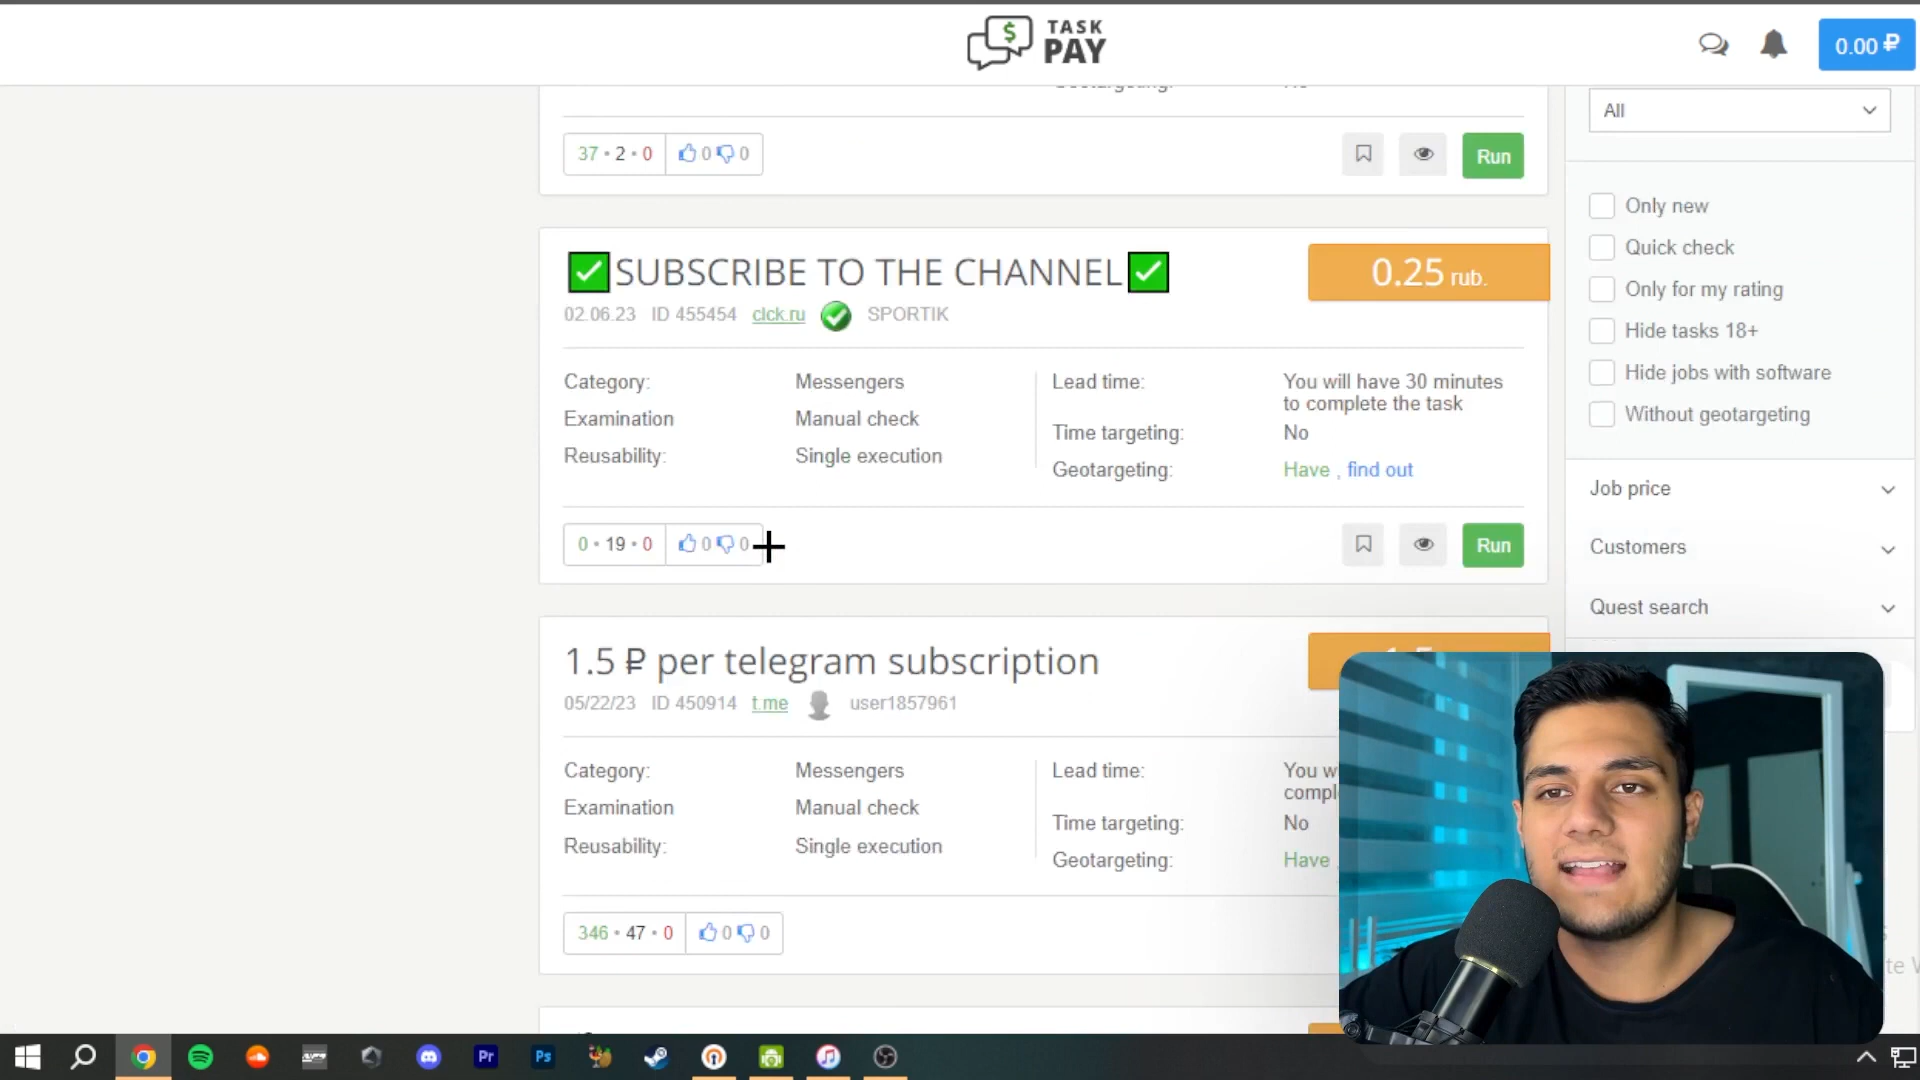 TASK
PAY
0.00 ₽
All
37 • 2 • 0
0
0
Run
Only new
Quick check
Only for my rating
Hide tasks 18+
Hide jobs with software
Without geotargeting
Job price
Customers
Quest search
SUBSCRIBE TO THE CHANNEL
0.25 rub.
02.06.23 ID 455454 clck.ru SPORTIK
Category: Messengers
Examination Manual check
Reusability: Single execution
Lead time: You will have 30 minutes
to complete the task
Time targeting: No
Geotargeting: Have , find out
0 • 19 • 0
0
0
Run
1.5 ₽ per telegram subscription
05/22/23 ID 450914 t.me user1857961
Category: Messengers
Examination Manual check
Reusability: Single execution
Lead time: You
Time targeting: No
Geotargeting: Have
346 • 47 • 0
0
0
Pr
Ps